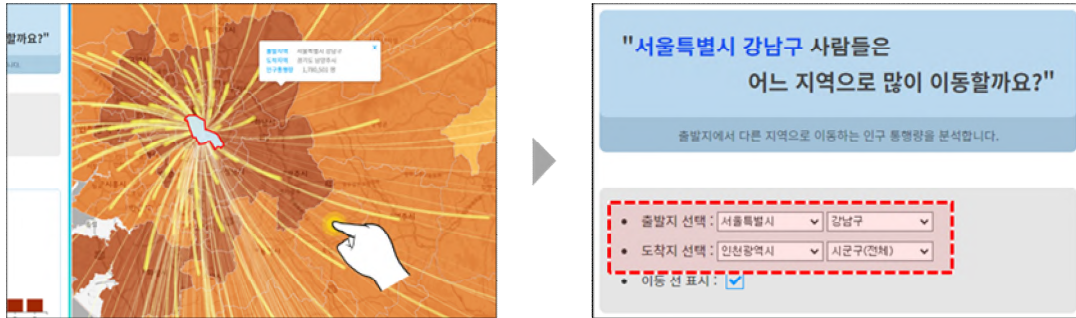 할까요?"
니다.
출발지역 서울특별시 강남구
도착지역 경기도 남양주시
인구통행량 1,780,501 명
"서울특별시 강남구 사람들은
어느 지역으로 많이 이동할까요?"
출발지에서 다른 지역으로 이동하는 인구 통행량을 분석합니다.
• 출발지 선택 : 서울특별시 강남구
• 도착지 선택 : 인천광역시 시군구(전체)
• 이동 선 표시 :